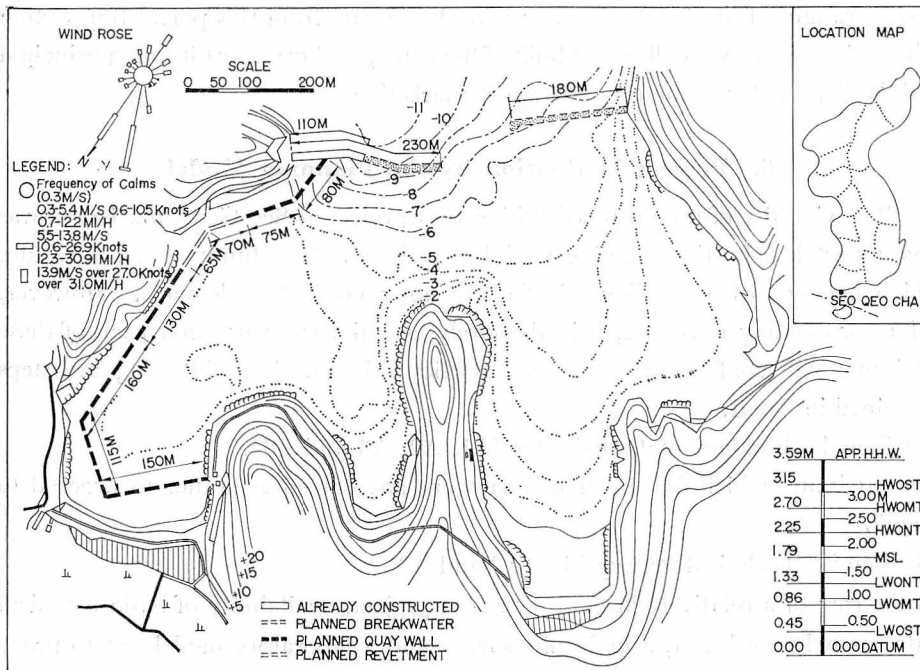 WIND ROSE
N
LEGEND:
Frequency of Calms
(0.3M/S)
0.3-5.4 M/S 0.6-10.5 Knots
0.7-12.2 MI/H
5.5-13.8 M/S
10.6-26.9 Knots
12.3-30.91 MI/H
13.9M/S over 27.0 Knots
over 31.0MI/H
SCALE
0 50 100 200M
110M
230M
180M
-11
-10
-9
-8
-7
-6
-5
-4
-3
-2
80M
75M
70M
65M
130M
160M
115M
150M
+20
+15
+10
+5
ALREADY CONSTRUCTED
PLANNED BREAKWATER
PLANNED QUAY WALL
PLANNED REVETMENT
LOCATION MAP
SEO QEO CHA
3.59M APP. H.H.W.
3.15 HWOST
3.00M
2.70 HWOMT
2.50
2.25 HWONT
2.00
1.79 MSL
1.50
1.33 LWONT
1.00
0.86 LWOMT
0.50
0.45 LWOST
0.00 0.00 DATUM